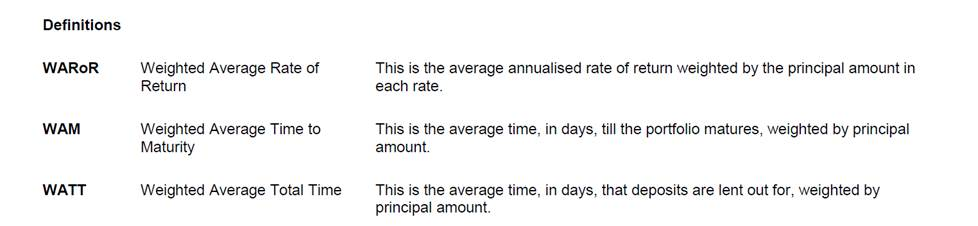 Definitions
WARoR Weighted Average Rate of Return This is the average annualised rate of return weighted by the principal amount in each rate.
WAM Weighted Average Time to Maturity This is the average time, in days, till the portfolio matures, weighted by principal amount.
WATT Weighted Average Total Time This is the average time, in days, that deposits are lent out for, weighted by principal amount.